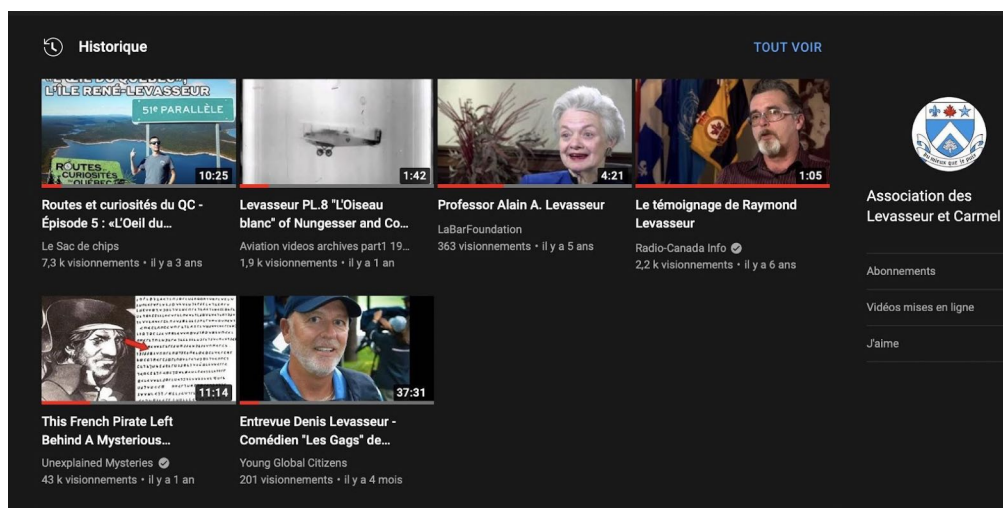 Historique
TOUT VOIR
L'ŒIL DU QUÉBEC
L'ÎLE RENÉ-LEVASSEUR
51e PARALLÈLE
ROUTES
CURIOSITÉS
QUÉBEC
10:25
1:42
4:21
1:05
Routes et curiosités du QC -
Épisode 5 : «L'Oeil du...
Le Sac de chips
7,3 k visionnements • il y a 3 ans
Levasseur PL.8 "L'Oiseau
blanc" of Nungesser and Co...
Aviation videos archives part1 19...
1,9 k visionnements • il y a 1 an
Professor Alain A. Levasseur
LaBarFoundation
363 visionnements • il y a 5 ans
Le témoignage de Raymond
Levasseur
Radio-Canada Info
2,2 k visionnements • il y a 6 ans
11:14
37:31
This French Pirate Left
Behind A Mysterious...
Unexplained Mysteries
43 k visionnements • il y a 1 an
Entrevue Denis Levasseur -
Comédien "Les Gags" de...
Young Global Citizens
201 visionnements • il y a 4 mois
Association des
Levasseur et Carmel
Abonnements
Vidéos mises en ligne
J'aime